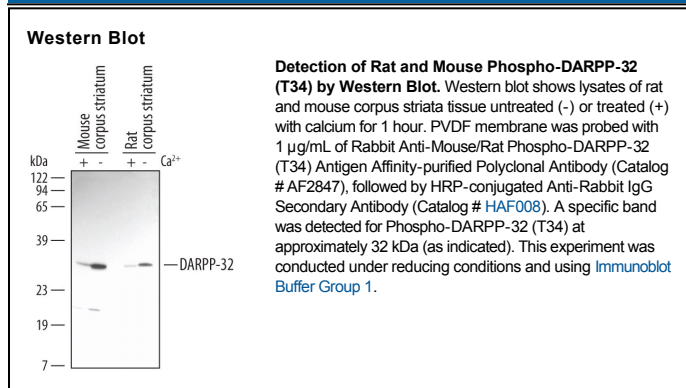 Western Blot
Mouse
corpus striatum
Rat
corpus striatum
kDa
+ - + - Ca²⁺
122
94
65
39
DARPP-32
23
19
7
Detection of Rat and Mouse Phospho-DARPP-32
(T34) by Western Blot. Western blot shows lysates of rat
and mouse corpus striata tissue untreated (-) or treated (+)
with calcium for 1 hour. PVDF membrane was probed with
1 µg/mL of Rabbit Anti-Mouse/Rat Phospho-DARPP-32
(T34) Antigen Affinity-purified Polyclonal Antibody (Catalog
# AF2847), followed by HRP-conjugated Anti-Rabbit IgG
Secondary Antibody (Catalog # HAF008). A specific band
was detected for Phospho-DARPP-32 (T34) at
approximately 32 kDa (as indicated). This experiment was
conducted under reducing conditions and using Immunoblot
Buffer Group 1.